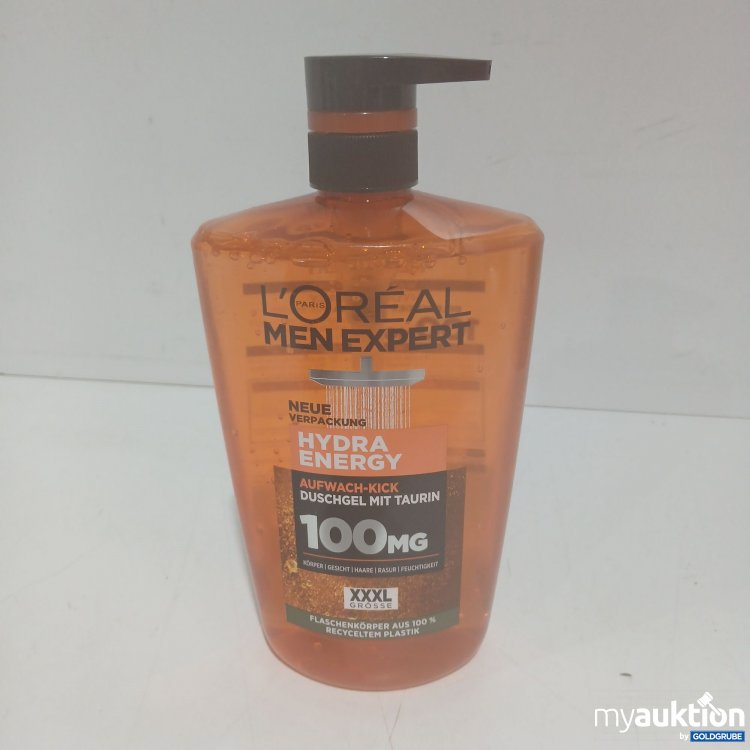 L'ORÉAL
PARIS
MEN EXPERT
NEUE
VERPACKUNG
HYDRA
ENERGY
AUFWACH-KICK
DUSCHGEL MIT TAURIN
100MG
KÖRPER | GESICHT | HAARE | RASUR | FEUCHTIGKEIT
XXXL
GRÖSSE
FLASCHENKÖRPER AUS 100 %
RECYCELTEM PLASTIK
myauktion
by GOLDGRUBE